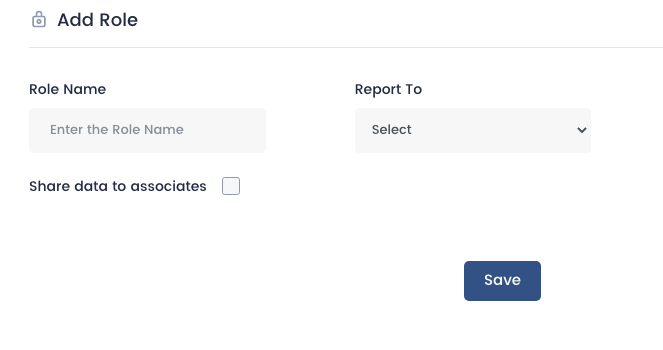 Add Role
Role Name
Report To
Enter the Role Name
Select
Share data to associates
Save